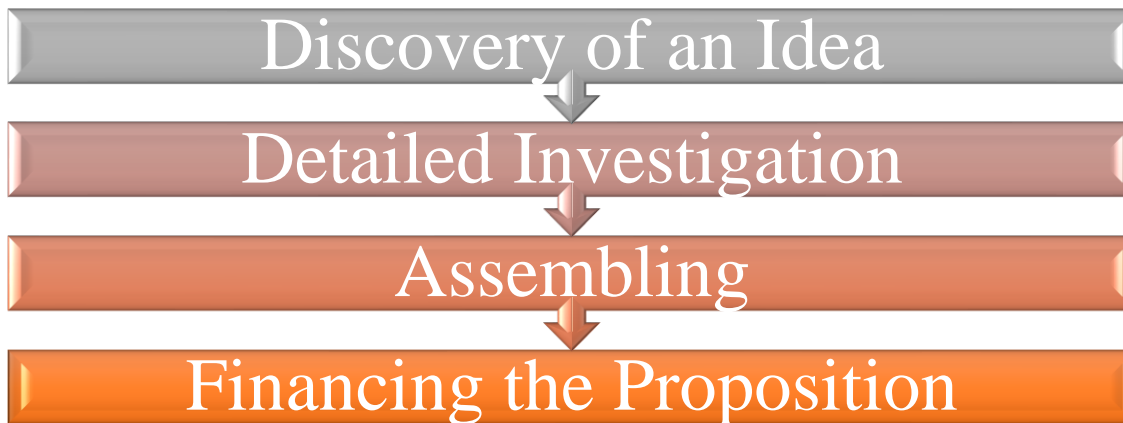 Discovery of an Idea
Detailed Investigation
Assembling
Financing the Proposition